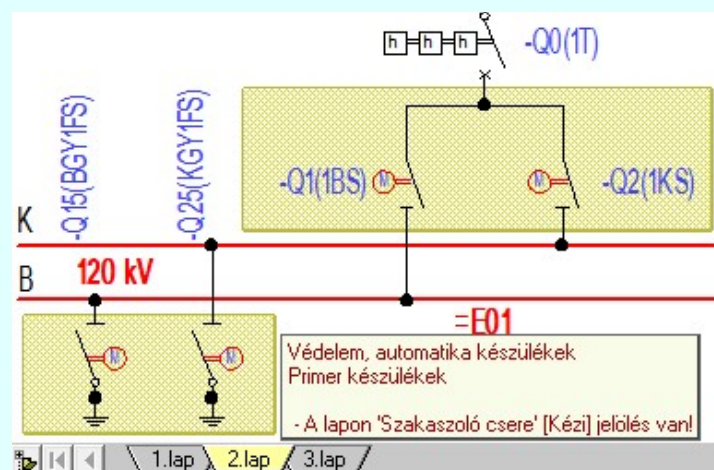 h h h
-Q0(1T)
-Q15(BGY1FS)
-Q25(KGY1FS)
-Q1(1BS)
M
M
-Q2(1KS)
K
B
120 kV
=E01
M
M
Védelem, automatika készülékek
Primer készülékek
- A lapon 'Szakaszoló csere' [Kézi] jelölés van!
1.lap
2.lap
3.lap